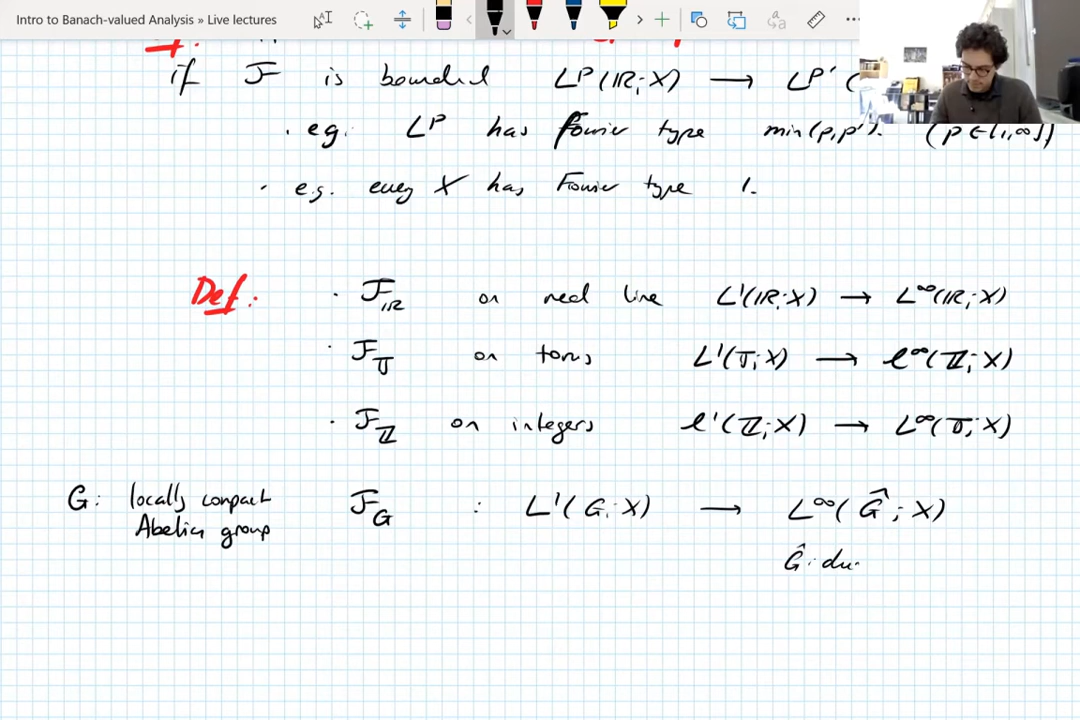 Intro to Banach-valued Analysis » Live lectures
Def:
if F is bounded L^p(ℝ; X) → L^p' (
· eg. L^p has Fourier type min(p, p'). (p ∈ [1, ∞])
· e.g. every X has Fourier type 1.
Def: · F_ℝ on real line L^1(ℝ; X) → L^∞(ℝ; X)
· F_𝕋 on torus L^1(𝕋; X) → ℓ^∞(ℤ; X)
· F_ℤ on integers ℓ^1(ℤ; X) → L^∞(𝕋; X)
G: locally compact F_G : L^1(G; X) → L^∞(Ĝ; X)
Abelian group
Ĝ: du